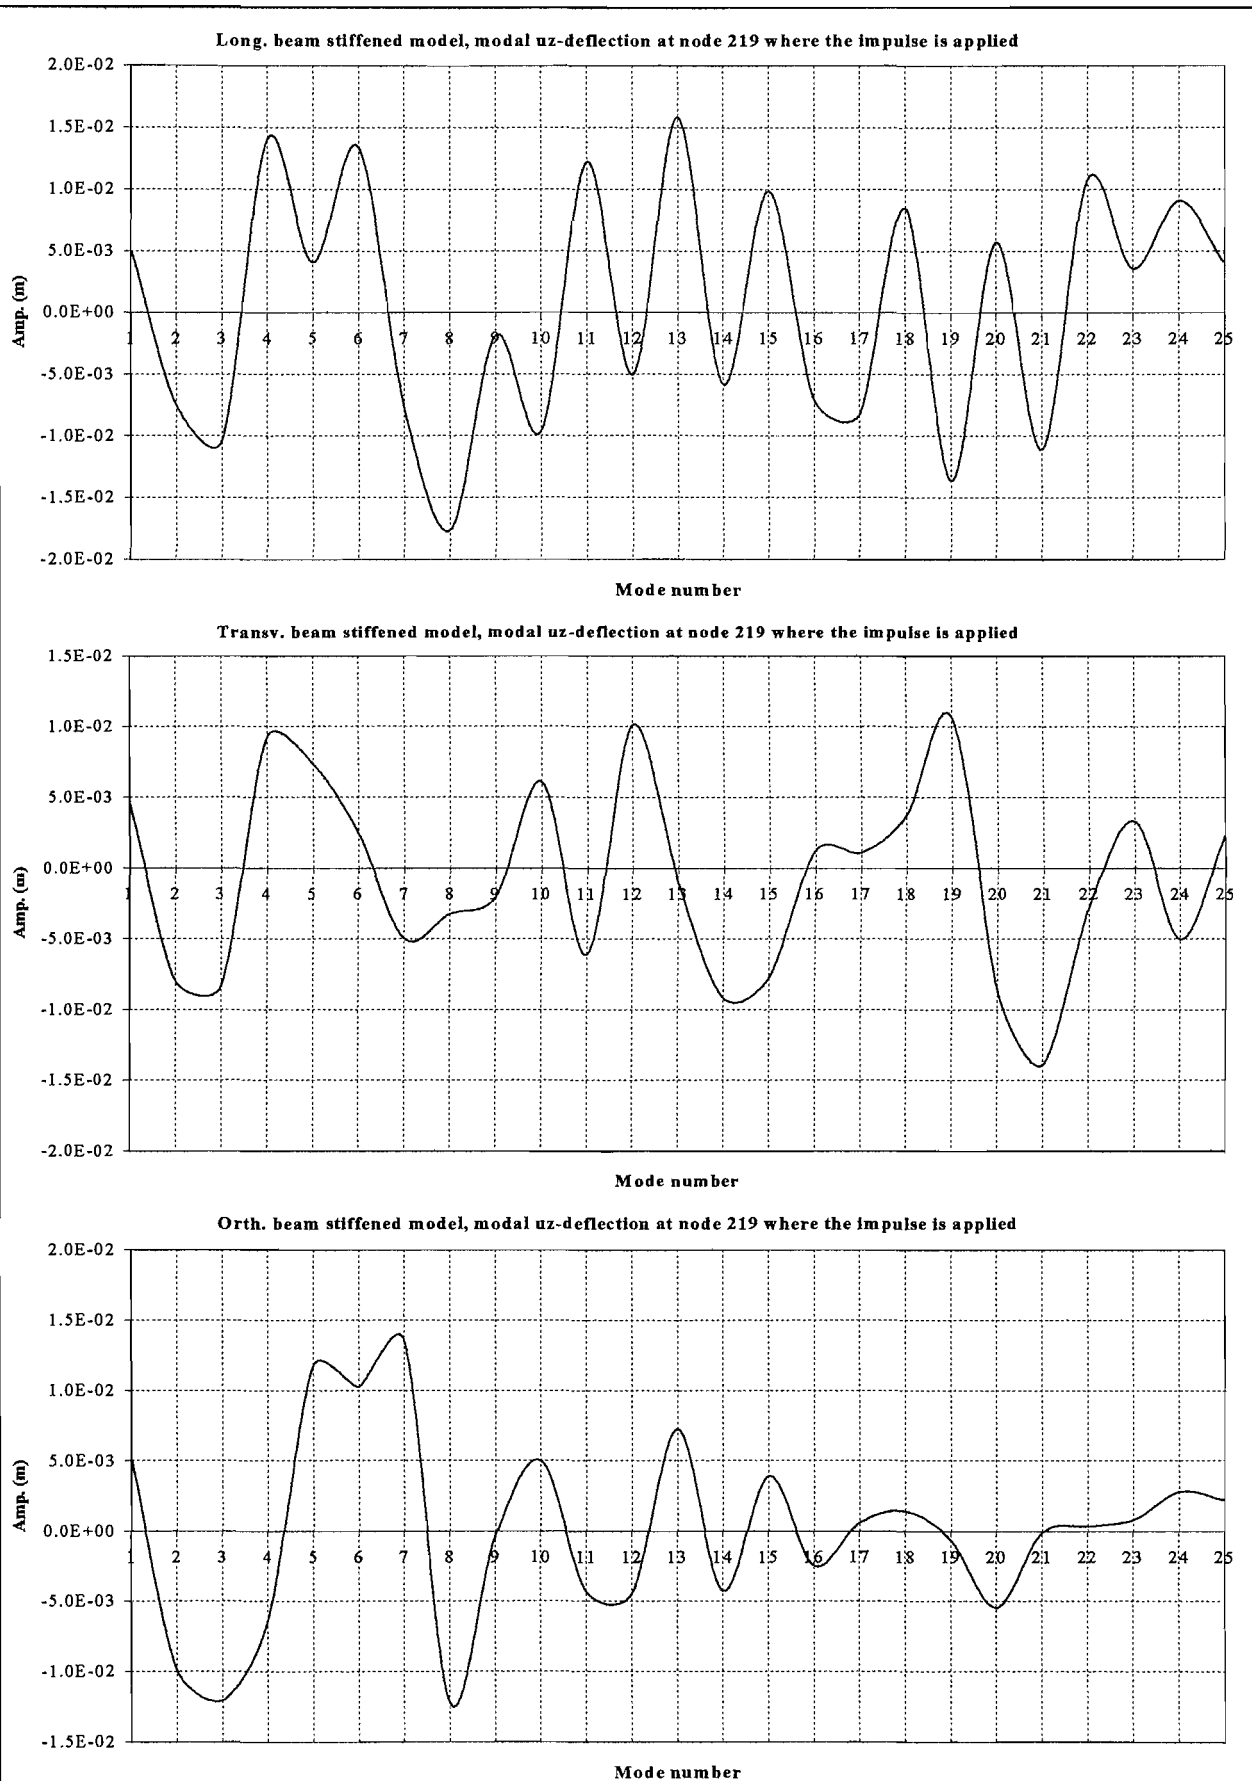 Long. beam stiffened model, modal uz-deflection at node 219 where the impulse is applied
2.0E-02
1.5E-02
1.0E-02
5.0E-03
0.0E+00
-5.0E-03
-1.0E-02
-1.5E-02
-2.0E-02
Amp. (m)
1 2 3 4 5 6 7 8 9 10 11 12 13 14 15 16 17 18 19 20 21 22 23 24 25
Mode number
Transv. beam stiffened model, modal uz-deflection at node 219 where the impulse is applied
1.5E-02
1.0E-02
5.0E-03
0.0E+00
-5.0E-03
-1.0E-02
-1.5E-02
-2.0E-02
Amp. (m)
1 2 3 4 5 6 7 8 9 10 11 12 13 14 15 16 17 18 19 20 21 22 23 24 25
Mode number
Orth. beam stiffened model, modal uz-deflection at node 219 where the impulse is applied
2.0E-02
1.5E-02
1.0E-02
5.0E-03
0.0E+00
-5.0E-03
-1.0E-02
-1.5E-02
Amp. (m)
1 2 3 4 5 6 7 8 9 10 11 12 13 14 15 16 17 18 19 20 21 22 23 24 25
Mode number